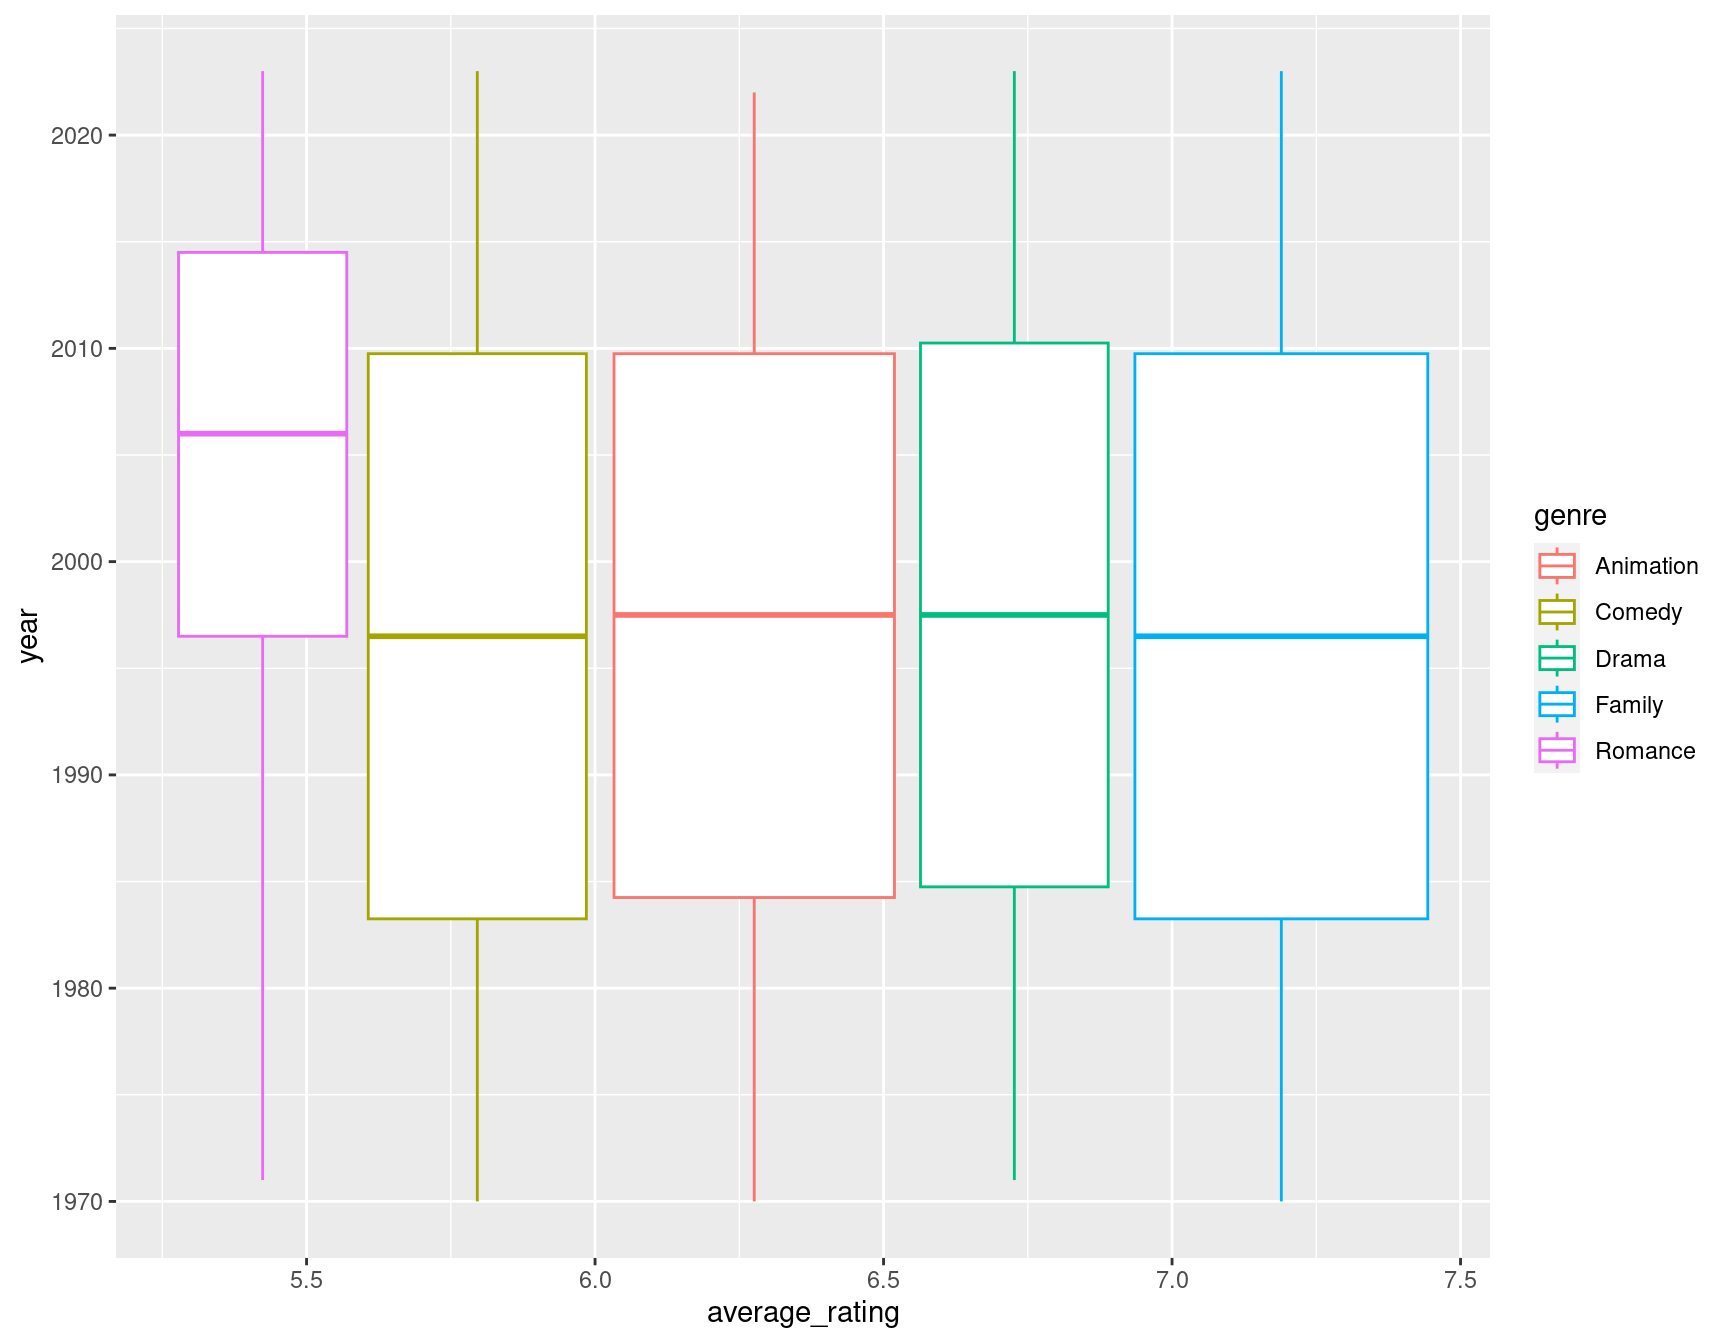 2020
2010
2000
1990
1980
1970
year
5.5 6.0 6.5 7.0 7.5
average_rating
genre
Animation
Comedy
Drama
Family
Romance